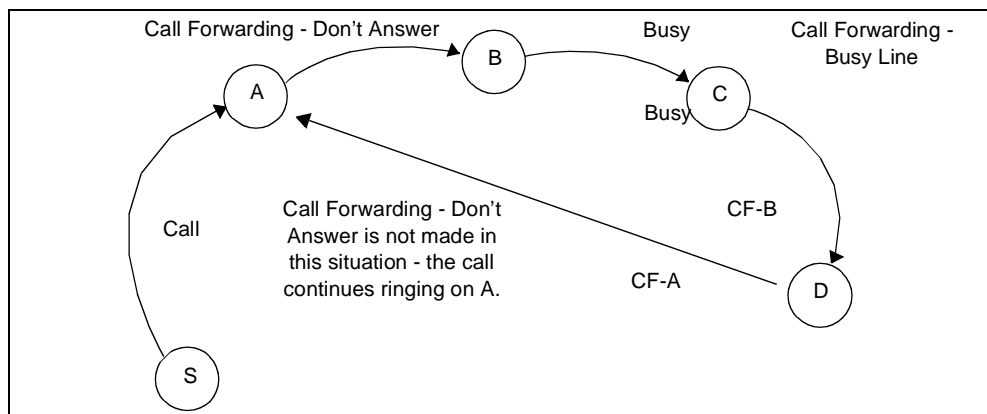 Call Forwarding - Don't Answer
Busy
Call Forwarding -
Busy Line
B
A
C
Busy
Call Forwarding - Don't
Answer is not made in
this situation - the call
continues ringing on A.
Call
CF-B
CF-A
D
S